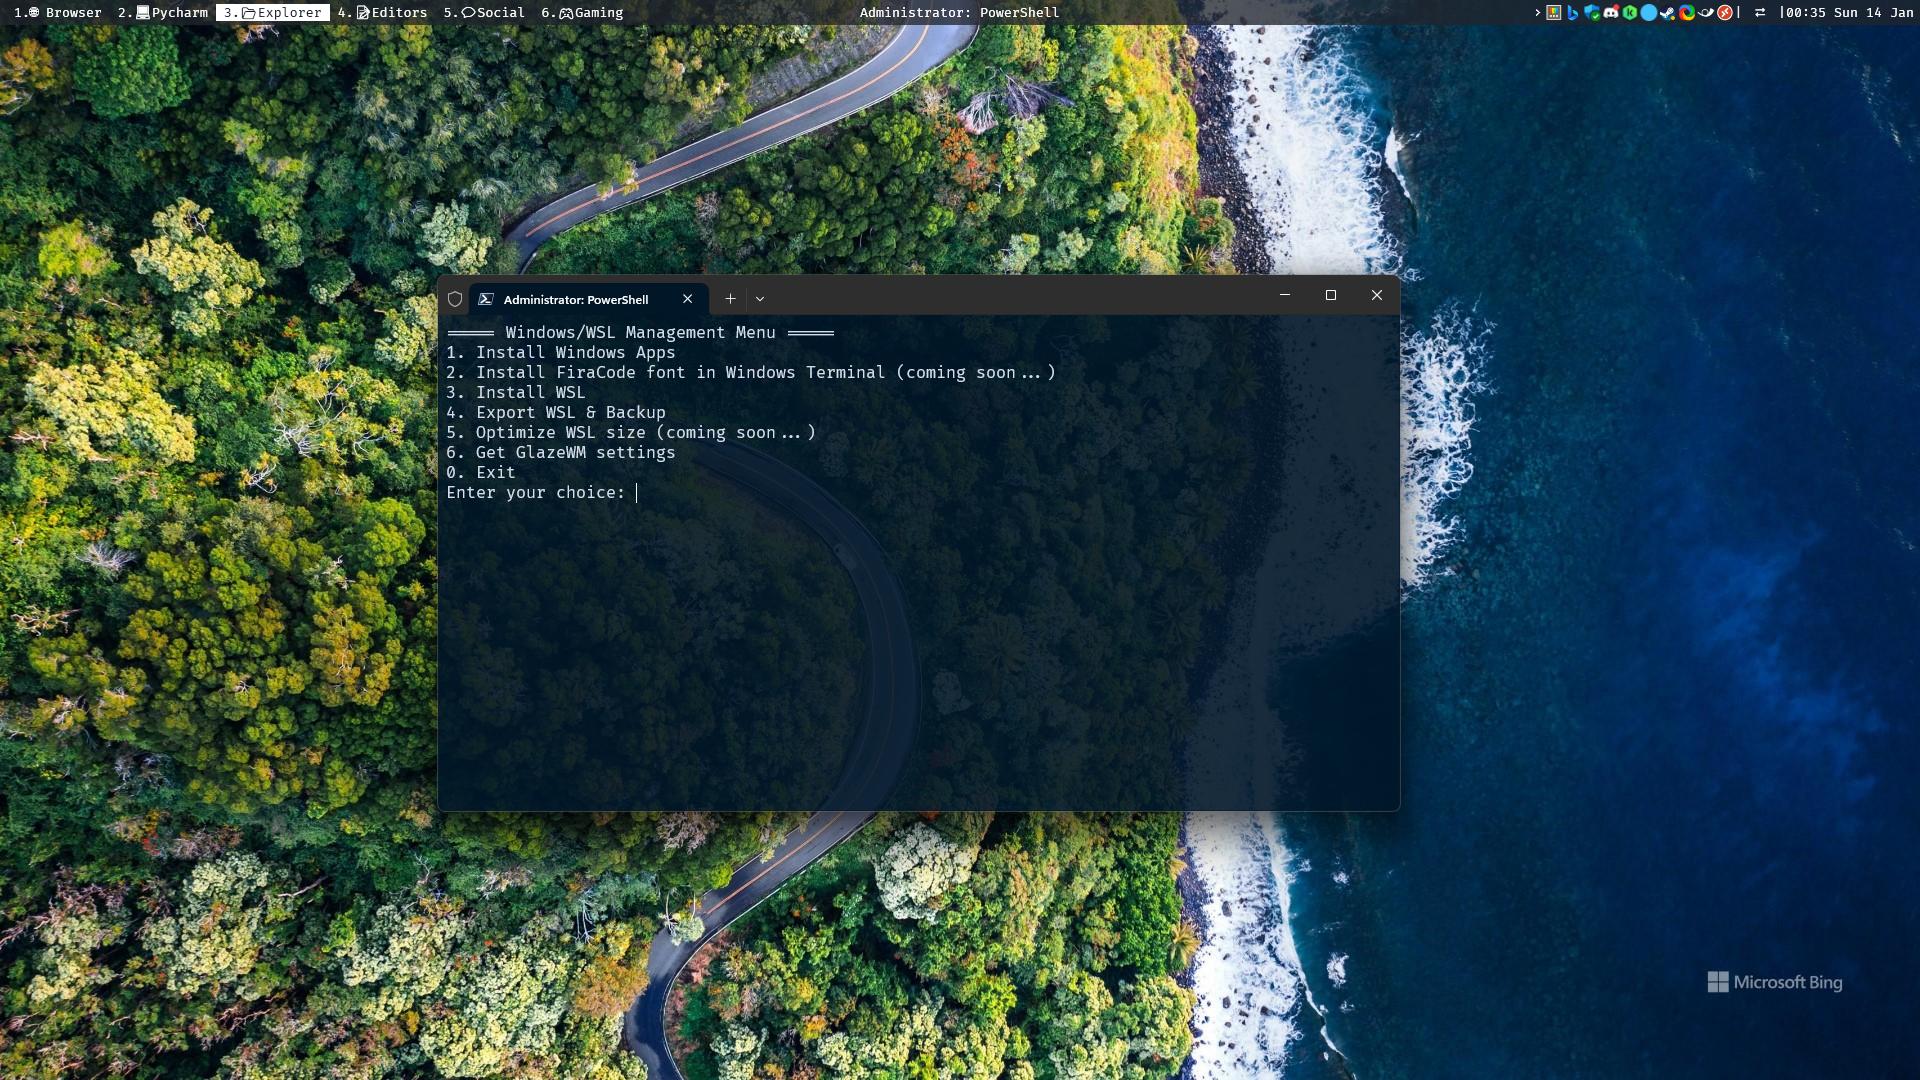 1. Browser 2. Pycharm 3. Explorer 4. Editors 5. Social 6. Gaming Administrator: PowerShell | ⇄ |00:35 Sun 14 Jan
Administrator: PowerShell
===== Windows/WSL Management Menu =====
1. Install Windows Apps
2. Install FiraCode font in Windows Terminal (coming soon...)
3. Install WSL
4. Export WSL & Backup
5. Optimize WSL size (coming soon...)
6. Get GlazeWM settings
0. Exit
Enter your choice:
Microsoft Bing